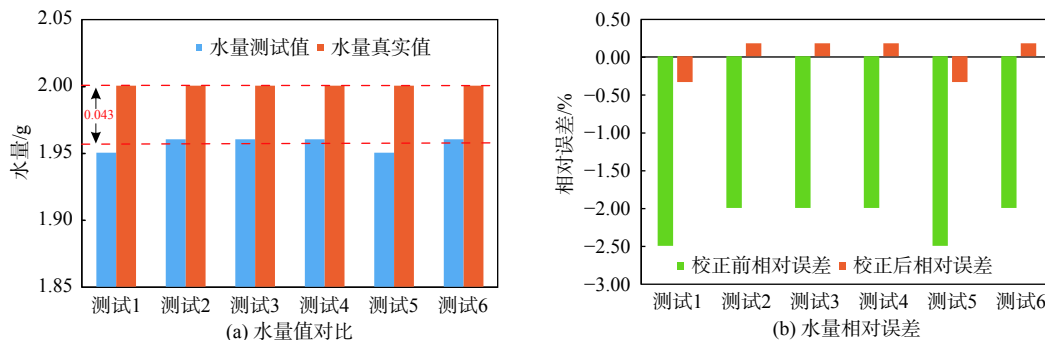 2.05
水量测试值 水量真实值
2.00
0.043
1.95
1.90
1.85
水量/g
测试1 测试2 测试3 测试4 测试5 测试6
(a) 水量值对比
0.50
0.00
−0.50
−1.00
−1.50
−2.00
−2.50
−3.00
相对误差/%
校正前相对误差 校正后相对误差
测试1 测试2 测试3 测试4 测试5 测试6
(b) 水量相对误差